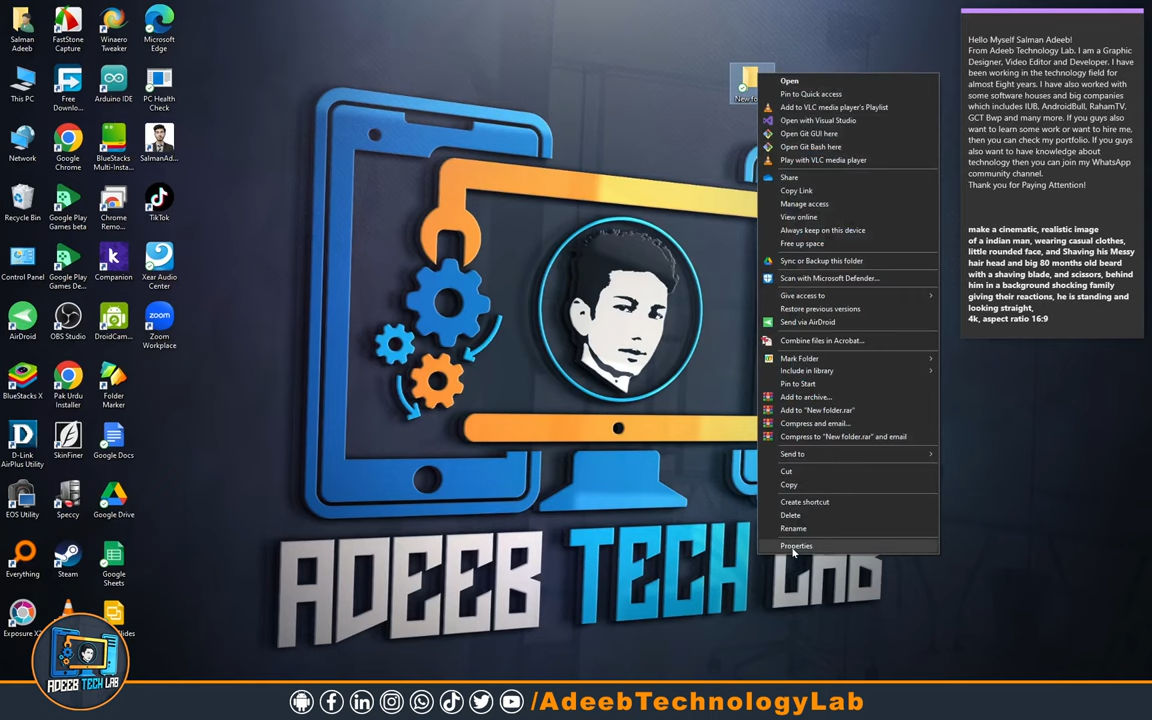 Salman
Adeeb
FastStone
Capture
Winaero
Tweaker
Microsoft
Edge
This PC
Free
Downlo...
Arduino IDE
PC Health
Check
Network
Google
Chrome
BlueStacks
Multi-Insta...
SalmanAd...
Recycle Bin
Google Play
Games beta
Chrome
Remo...
TikTok
Control Panel
Google Play
Games De...
Companion
Xear Audio
Center
AirDroid
OBS Studio
DroidCam...
zoom
Zoom
Workplace
BlueStacks X
Pak Urdu
Installer
Folder
Marker
D-Link
AirPlus Utility
SkinFiner
Google Docs
EOS Utility
Speccy
Google Drive
Everything
Steam
Google
Sheets
Exposure X7
ADEEB TECH LAB
Open
Pin to Quick access
Add to VLC media player's Playlist
Open with Visual Studio
Open Git GUI here
Open Git Bash here
Play with VLC media player
Share
Copy Link
Manage access
View online
Always keep on this device
Free up space
Sync or Backup this folder
Scan with Microsoft Defender...
Give access to
Restore previous versions
Send via AirDroid
Combine files in Acrobat...
Mark Folder
Include in library
Pin to Start
Add to archive...
Add to "New folder.rar"
Compress and email...
Compress to "New folder.rar" and email
Send to
Cut
Copy
Create shortcut
Delete
Rename
Properties
Hello Myself Salman Adeeb!
From Adeeb Technology Lab. I am a Graphic
Designer, Video Editor and Developer. I have
been working in the technology field for
almost Eight years. I have also worked with
some software houses and big companies
which includes IUB, AndroidBull, RahamTV,
GCT Bwp and many more. If you guys also
want to learn some work or want to hire me,
then you can check my portfolio. If you guys
also want to have knowledge about
technology then you can join my WhatsApp
community channel.
Thank you for Paying Attention!
make a cinematic, realistic image
of a indian man, wearing casual clothes,
little rounded face, and Shaving his Messy
hair head and big 80 months old beard
with a shaving blade, and scissors, behind
him in a background shocking family
giving their reactions, he is standing and
looking straight,
4k, aspect ratio 16:9
ADEEB TECH LAB
/AdeebTechnologyLab